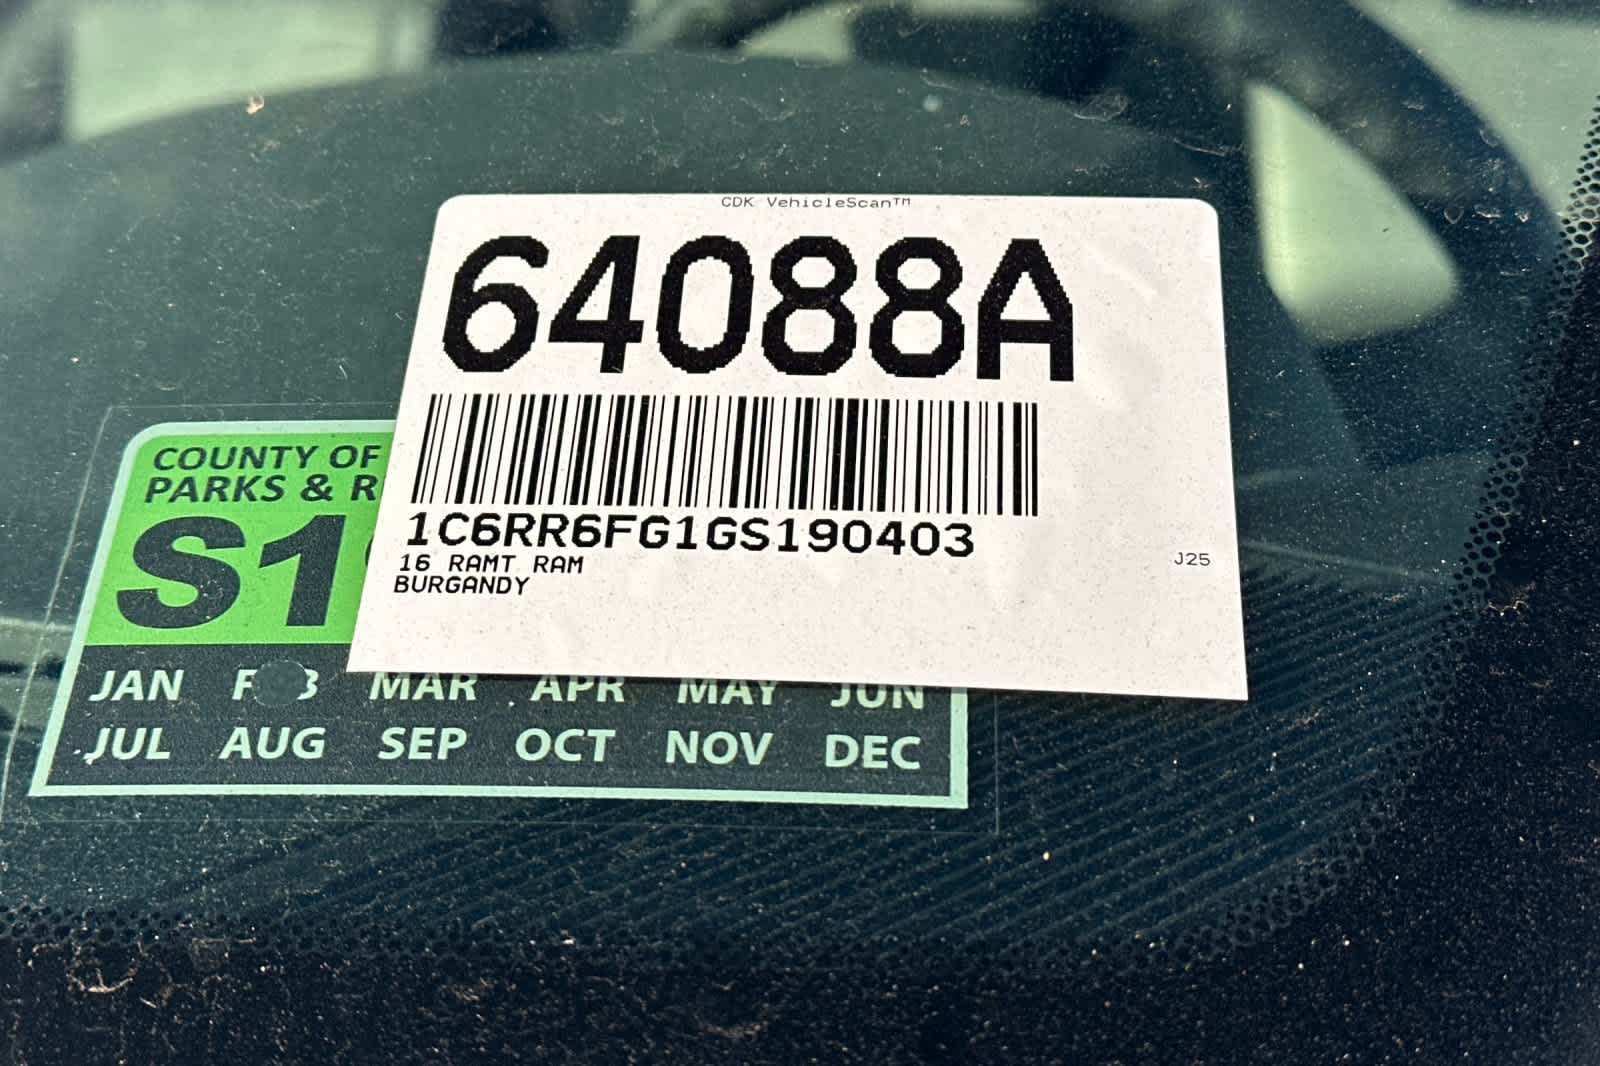 CDK VehicleScan™
64088A
1C6RR6FG1GS190403
16 RAMT RAM
BURGANDY
J25
COUNTY OF
PARKS &
S1
JAN MAR APR MAY JUN
JUL AUG SEP OCT NOV DEC